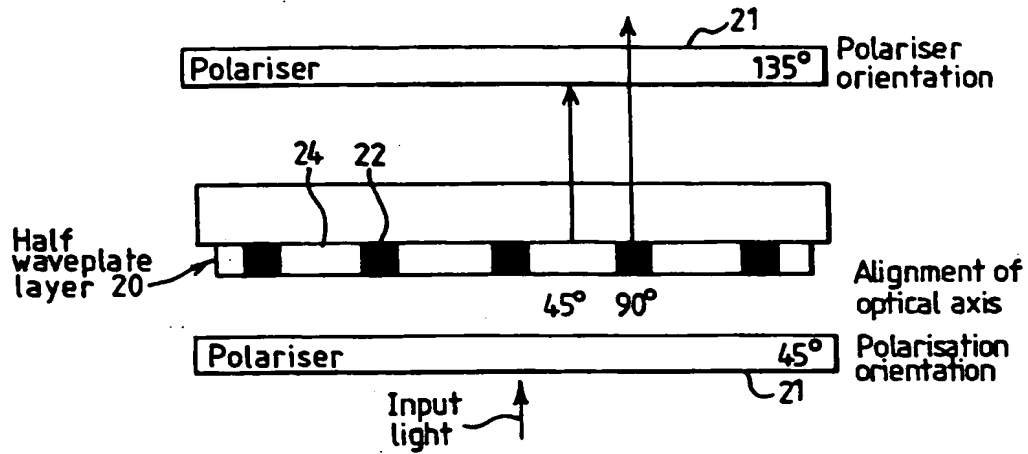 21
Polariser
135°
Polariser
orientation
24
22
Half
waveplate
layer 20
45°
90°
Alignment of
optical axis
Polariser
45°
Polarisation
orientation
21
Input
light